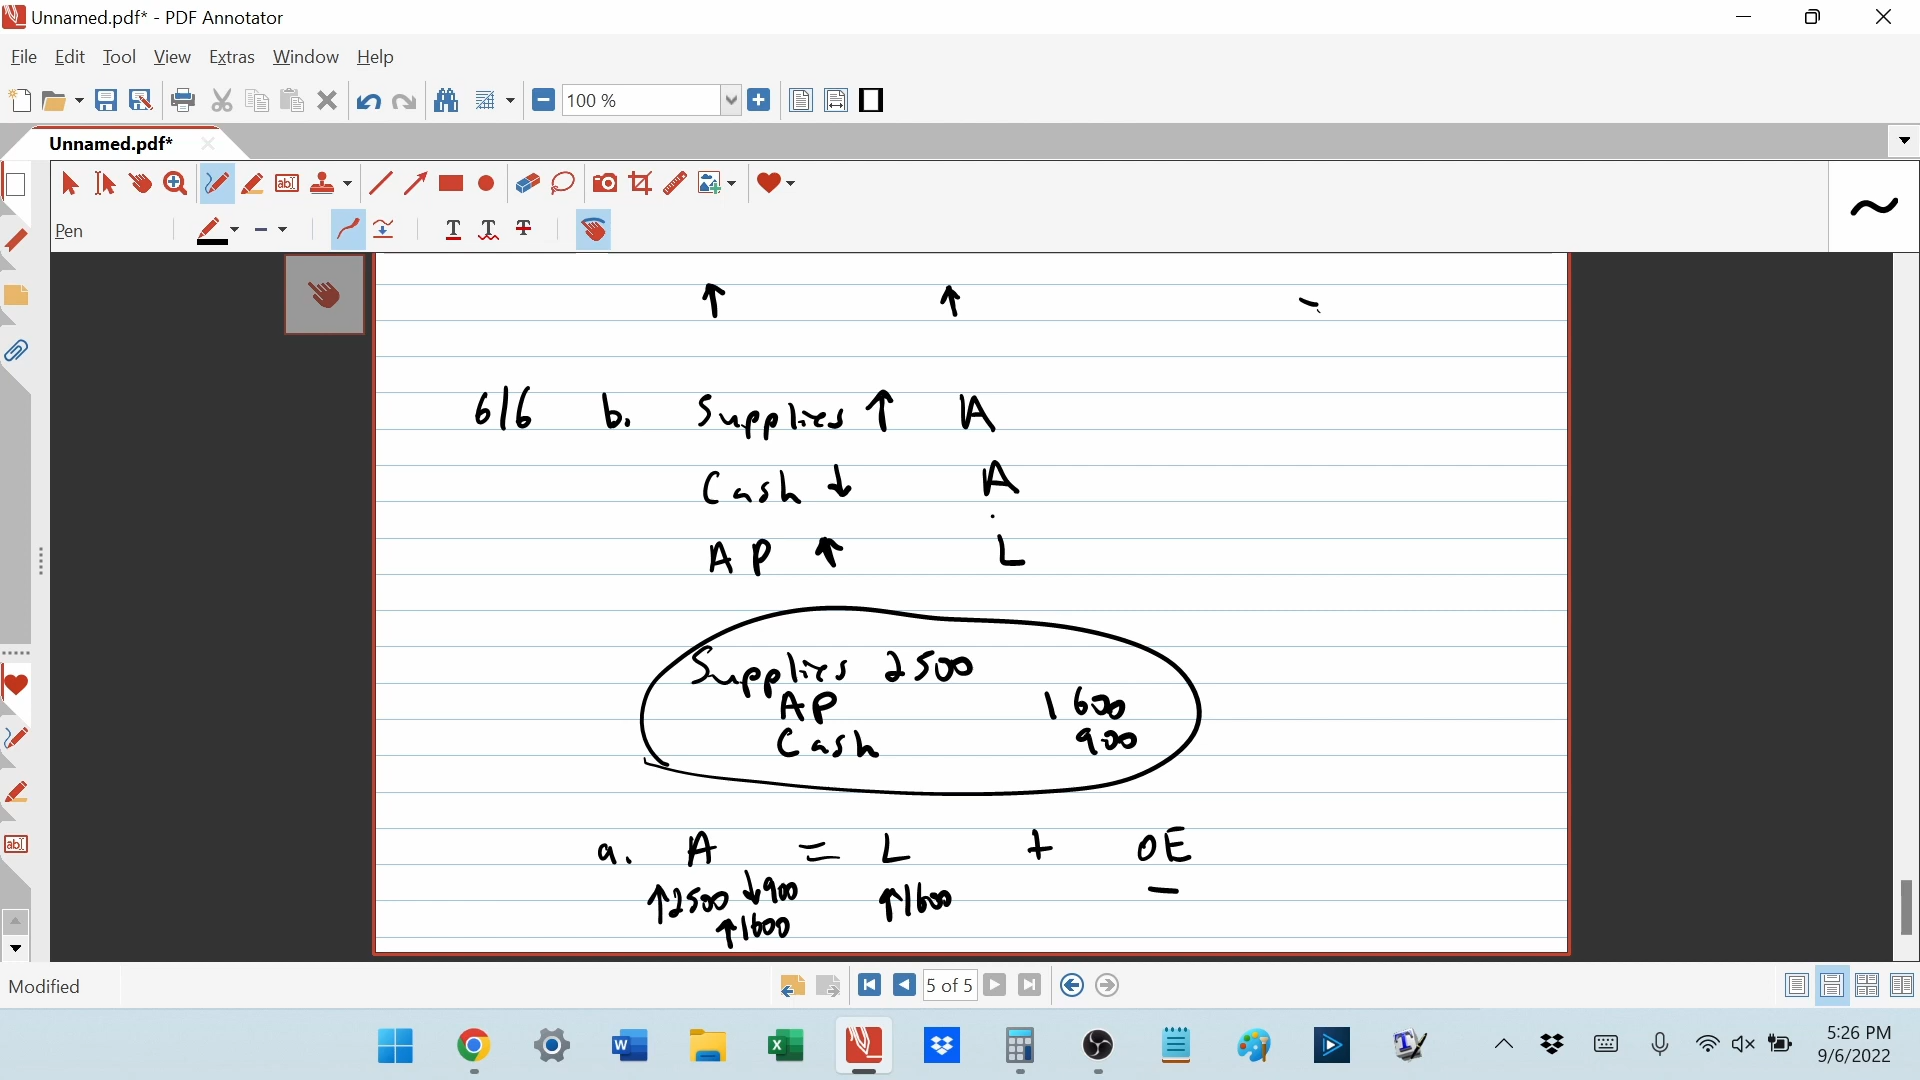 Unnamed.pdf* - PDF Annotator
File Edit Tool View Extras Window Help
100 %
Unnamed.pdf*
Pen
6/6 b. Supplies ↑ A
Cash ↓ A
AP ↑ L
Supplies 2500
AP 1600
Cash 900
a. A = L + OE
↑2500 ↓900 ↑1600 —
↑1600
Modified
5 of 5
5:26 PM
9/6/2022